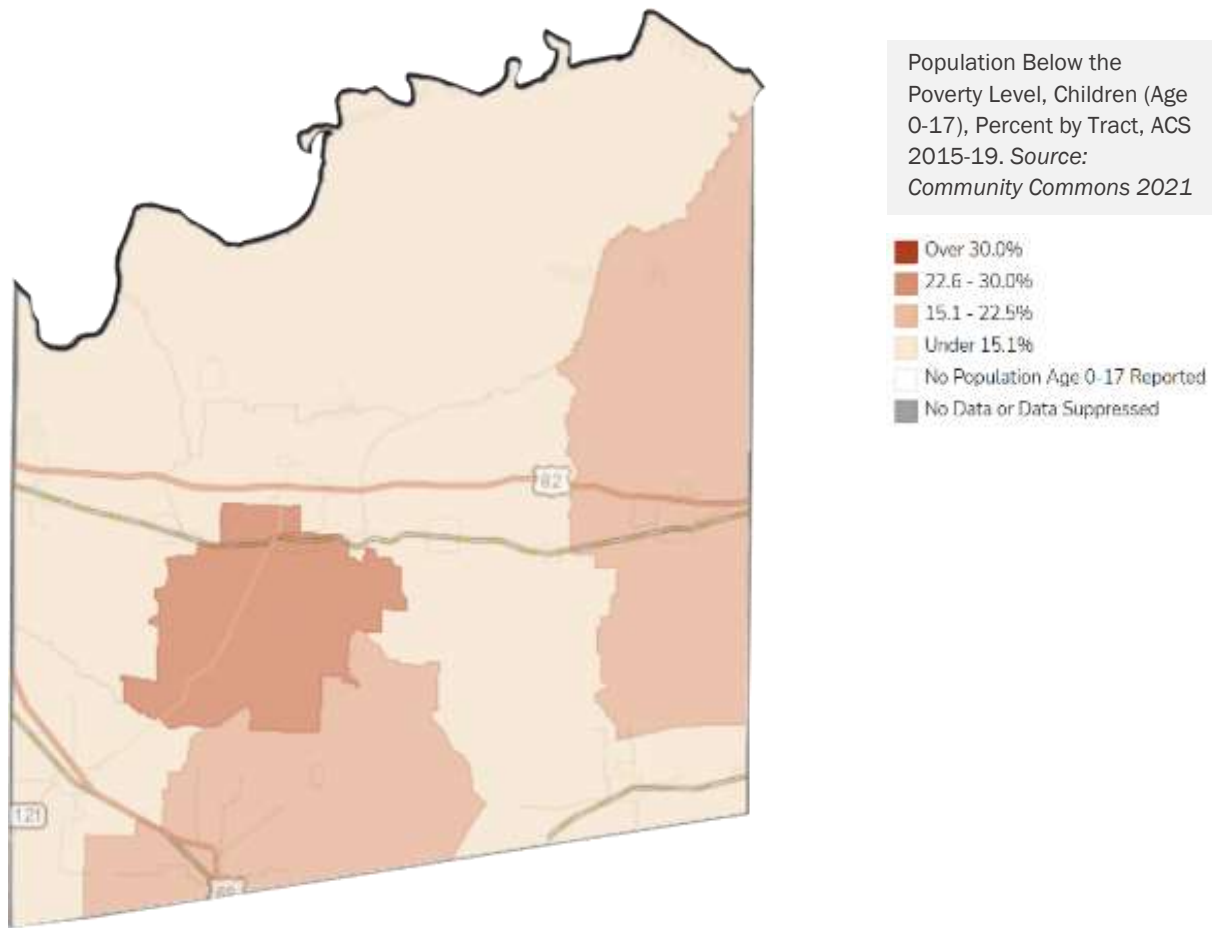 Population Below the
Poverty Level, Children (Age
0-17), Percent by Tract, ACS
2015-19. Source:
Community Commons 2021
Over 30.0%
22.6 - 30.0%
15.1 - 22.5%
Under 15.1%
No Population Age 0-17 Reported
No Data or Data Suppressed
82
121